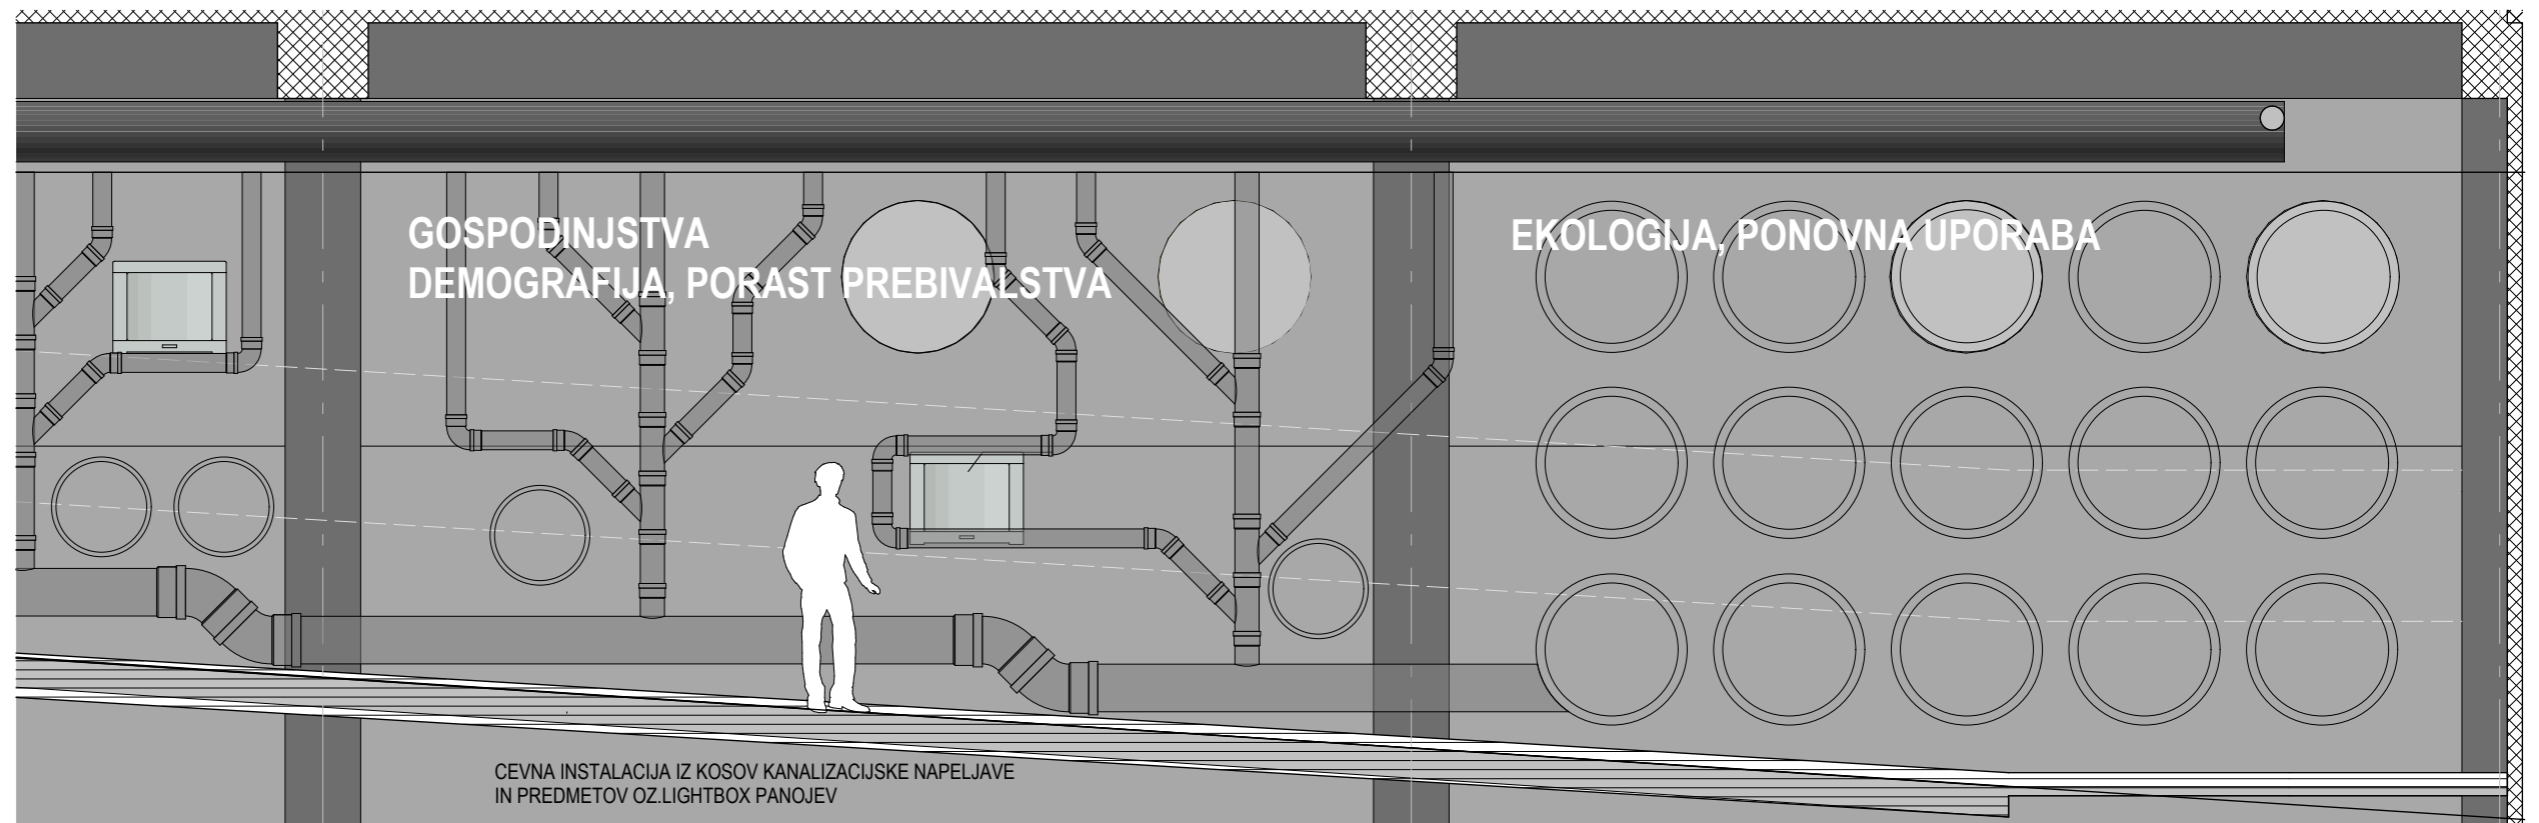 GOSPODINJSTVA
DEMOGRAFIJA, PORAST PREBIVALSTVA
EKOLOGIJA, PONOVNA UPORABA
CEVNA INSTALACIJA IZ KOSOV KANALIZACIJSKE NAPELJAVE
IN PREDMETOV OZ.LIGHTBOX PANOJEV